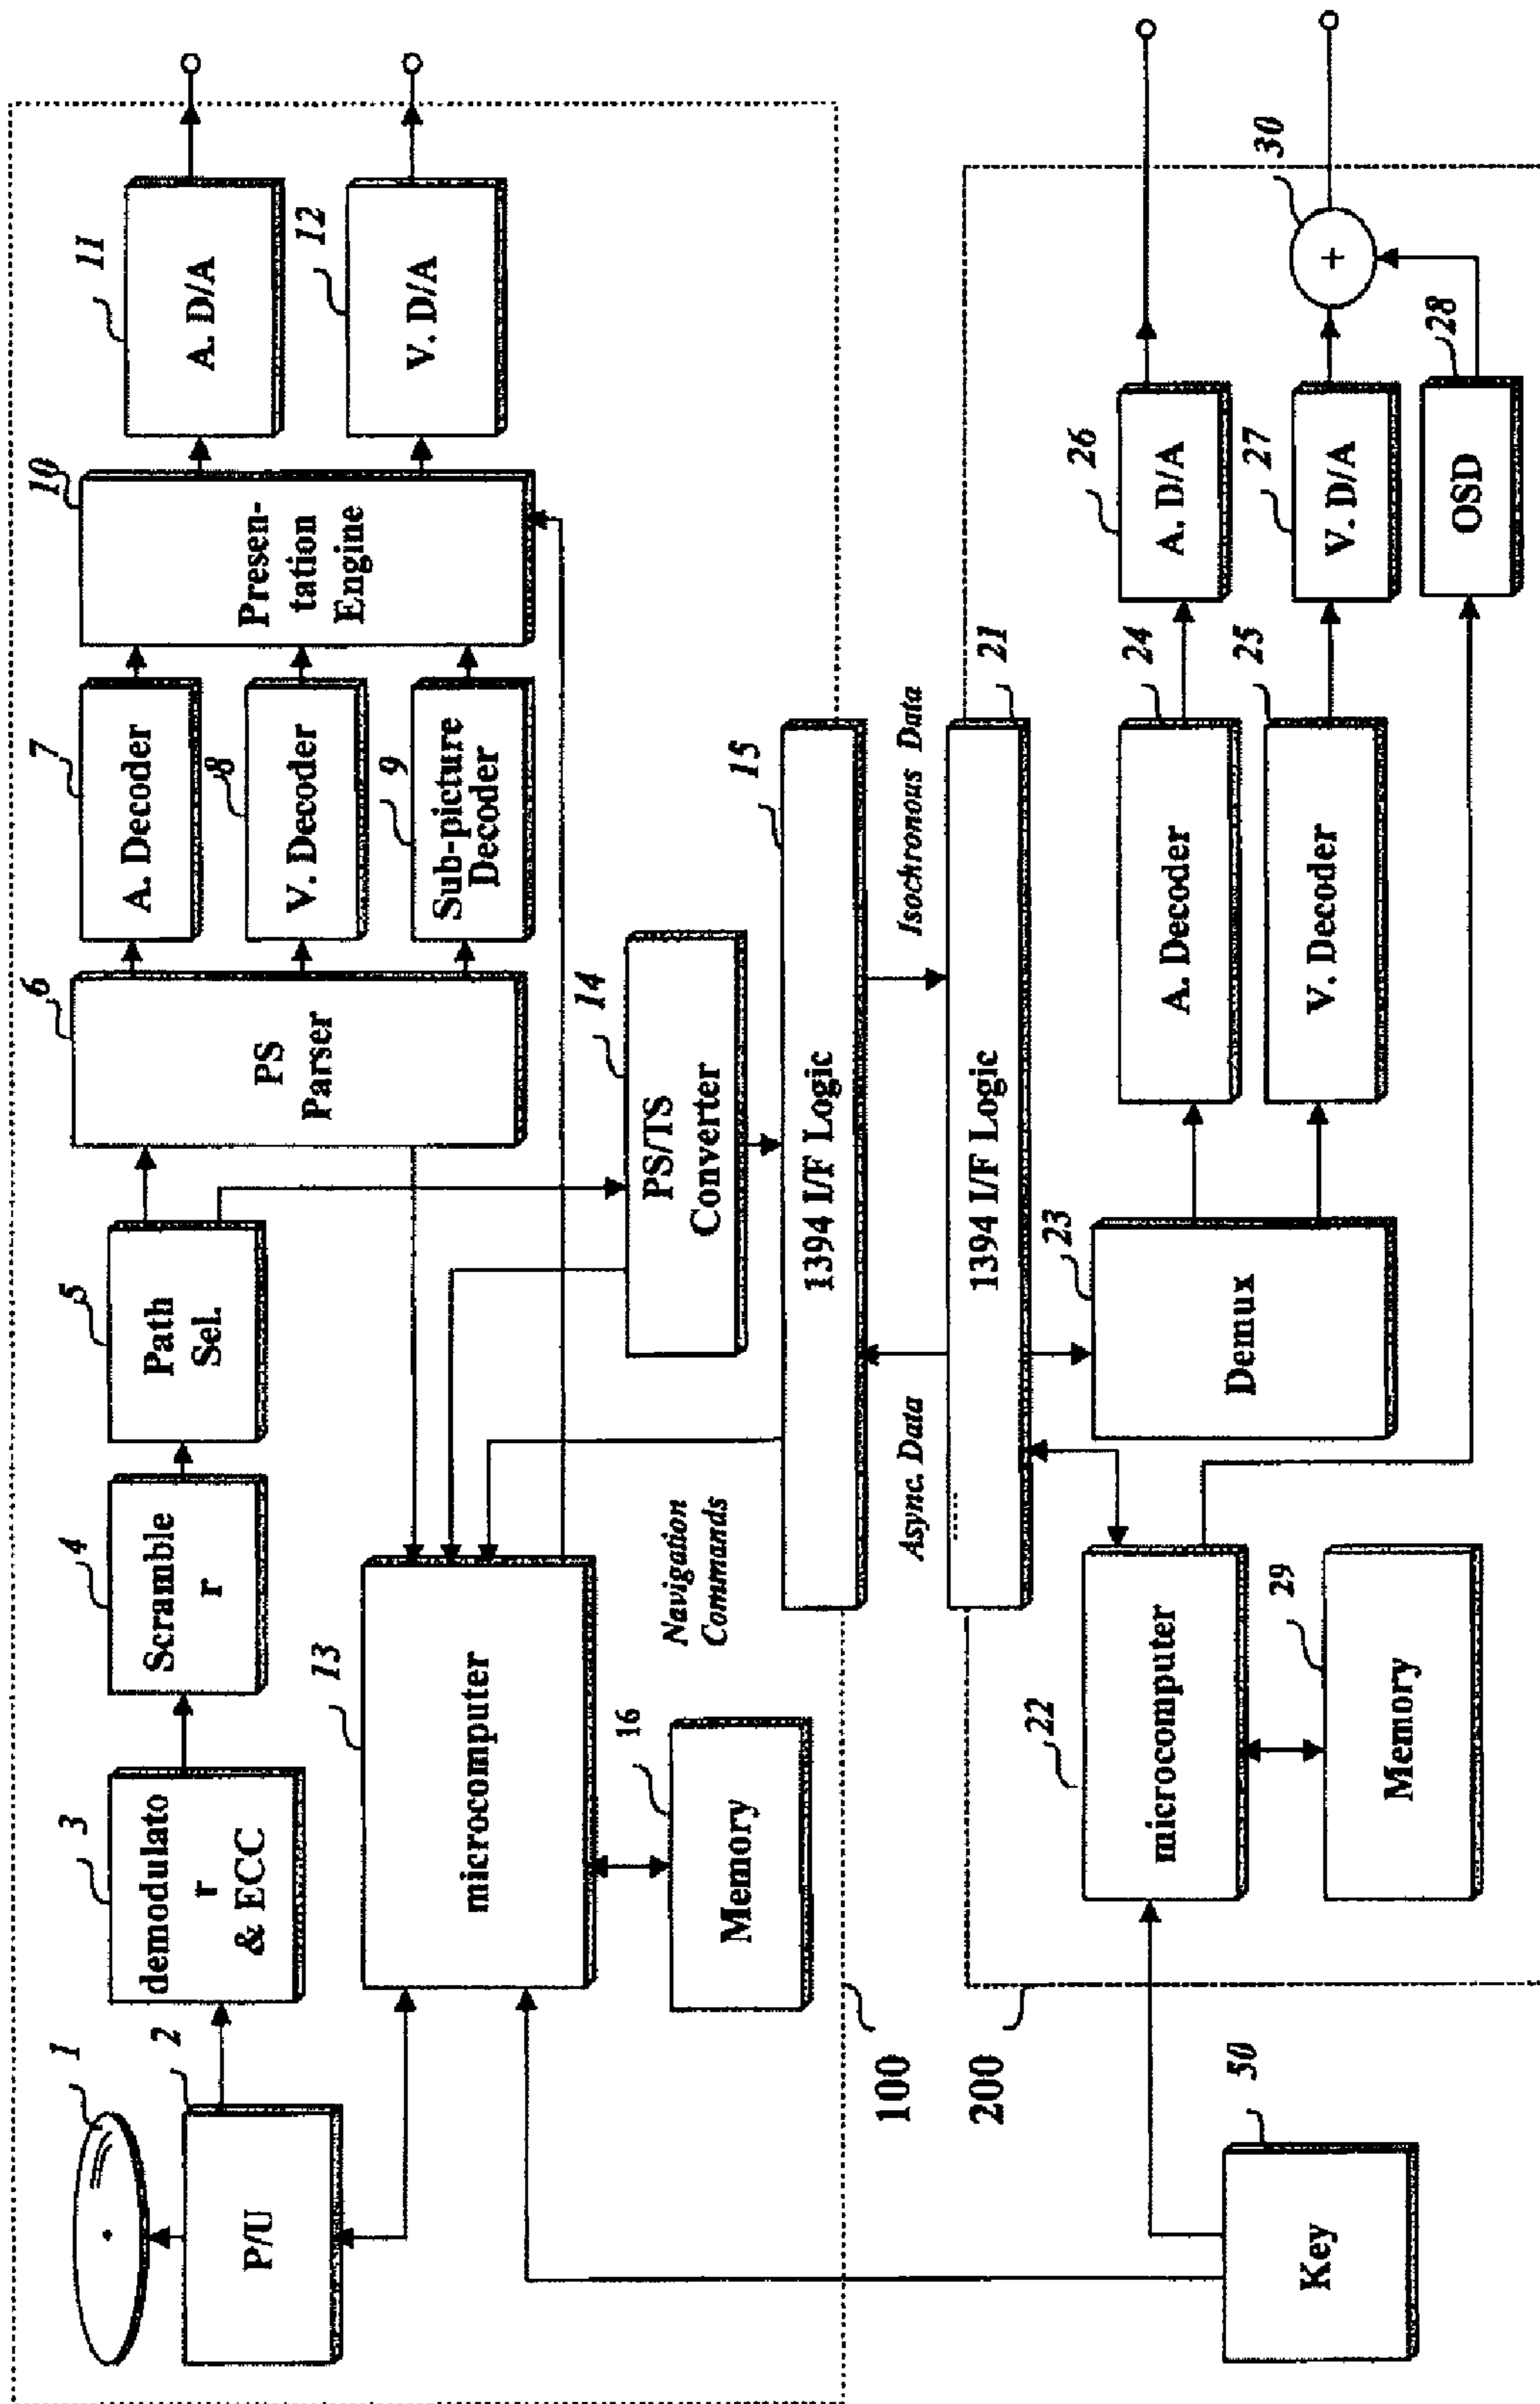 1
2
P/U
3
demodulato
r
& ECC
4
Scramble
r
5
Path
Sel.
6
PS
Parser
7
A. Decoder
8
V. Decoder
9
Sub-picture
Decoder
10
Presen-
tation
Engine
11
A. D/A
12
V. D/A
13
microcomputer
16
Memory
Navigation
Commands
14
PS/TS
Converter
15
1394 I/F Logic
100
Async. Data
Isochronous Data
200
21
1394 I/F Logic
22
microcomputer
29
Memory
23
Demux
24
A. Decoder
25
V. Decoder
26
A. D/A
27
V. D/A
28
OSD
30
+
50
Key